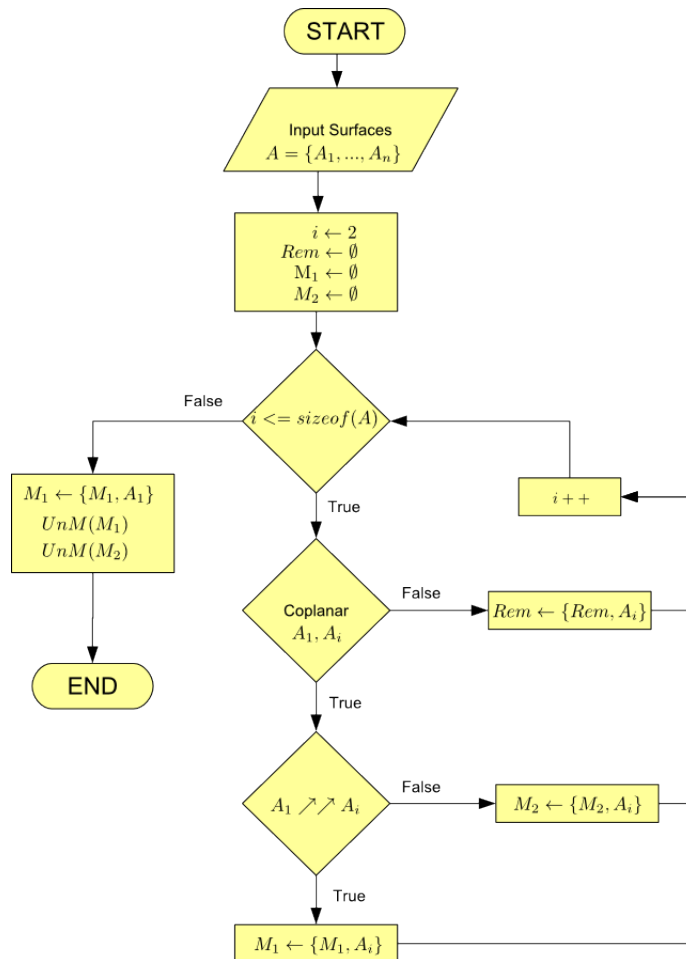 START
Input Surfaces
A = {A₁, ..., Aₙ}
i ← 2
Rem ← ∅
M₁ ← ∅
M₂ ← ∅
i <= sizeof(A)
False
True
M₁ ← {M₁, A₁}
UnM(M₁)
UnM(M₂)
END
i + +
Coplanar
A₁, Aᵢ
False
Rem ← {Rem, Aᵢ}
True
A₁ ↗↗ Aᵢ
False
M₂ ← {M₂, Aᵢ}
True
M₁ ← {M₁, Aᵢ}